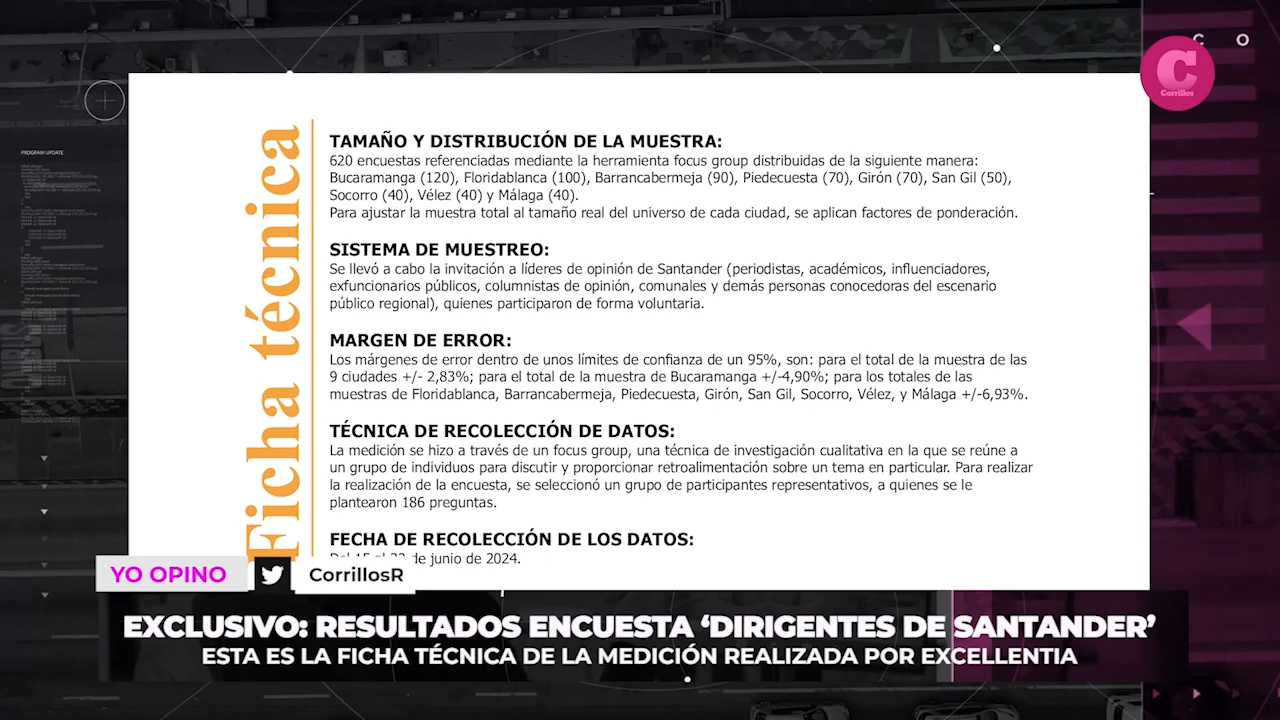 C O
C
Corrillos
PROGRAM UPDATE
Ficha técnica
TAMAÑO Y DISTRIBUCIÓN DE LA MUESTRA:
620 encuestas referenciadas mediante la herramienta focus group distribuidas de la siguiente manera:
Bucaramanga (120), Floridablanca (100), Barrancabermeja (90), Piedecuesta (70), Girón (70), San Gil (50),
Socorro (40), Vélez (40) y Málaga (40).
Para ajustar la muestra total al tamaño real del universo de cada ciudad, se aplican factores de ponderación.
SISTEMA DE MUESTREO:
Se llevó a cabo la invitación a líderes de opinión de Santander (periodistas, académicos, influenciadores,
exfuncionarios públicos, columnistas de opinión, comunales y demás personas conocedoras del escenario
público regional), quienes participaron de forma voluntaria.
MARGEN DE ERROR:
Los márgenes de error dentro de unos límites de confianza de un 95%, son: para el total de la muestra de las
9 ciudades +/- 2,83%; para el total de la muestra de Bucaramanga +/-4,90%; para los totales de las
muestras de Floridablanca, Barrancabermeja, Piedecuesta, Girón, San Gil, Socorro, Vélez, y Málaga +/-6,93%.
TÉCNICA DE RECOLECCIÓN DE DATOS:
La medición se hizo a través de un focus group, una técnica de investigación cualitativa en la que se reúne a
un grupo de individuos para discutir y proporcionar retroalimentación sobre un tema en particular. Para realizar
la realización de la encuesta, se seleccionó un grupo de participantes representativos, a quienes se le
plantearon 186 preguntas.
FECHA DE RECOLECCIÓN DE LOS DATOS:
de junio de 2024.
YO OPINO
CorrillosR
EXCLUSIVO: RESULTADOS ENCUESTA ‘DIRIGENTES DE SANTANDER’
ESTA ES LA FICHA TÉCNICA DE LA MEDICIÓN REALIZADA POR EXCELLENTIA